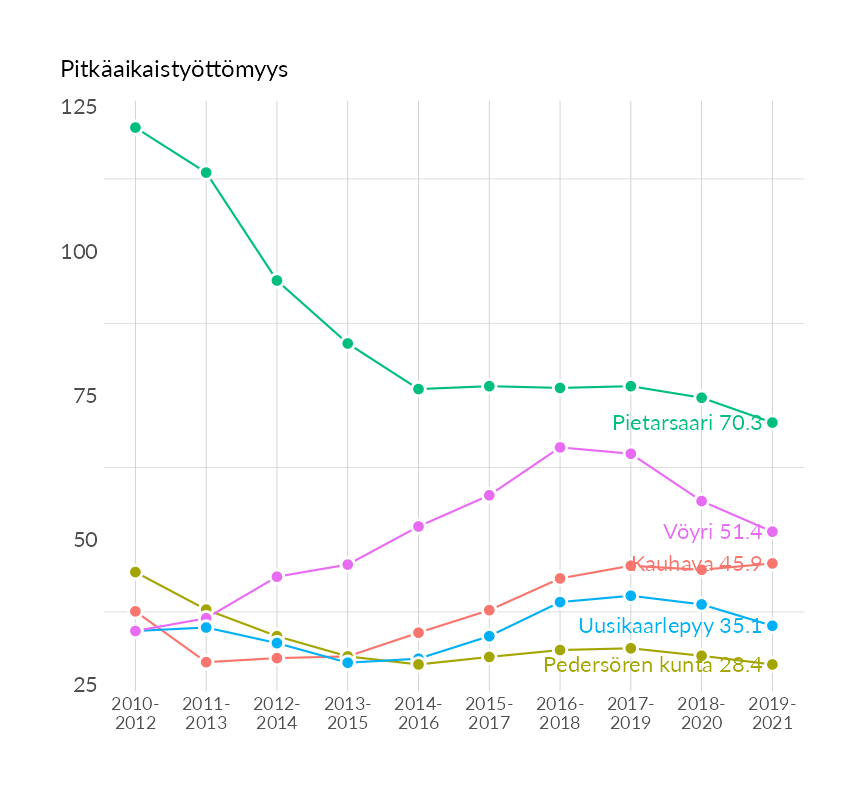 Pitkäaikaistyöttömyys
125
100
75
50
25
Pietarsaari 70.3
Vöyri 51.4
Kauhava 45.9
Uusikaarlepyy 35.1
Pedersören kunta 28.4
2010- 2011- 2012- 2013- 2014- 2015- 2016- 2017- 2018- 2019-
2012 2013 2014 2015 2016 2017 2018 2019 2020 2021